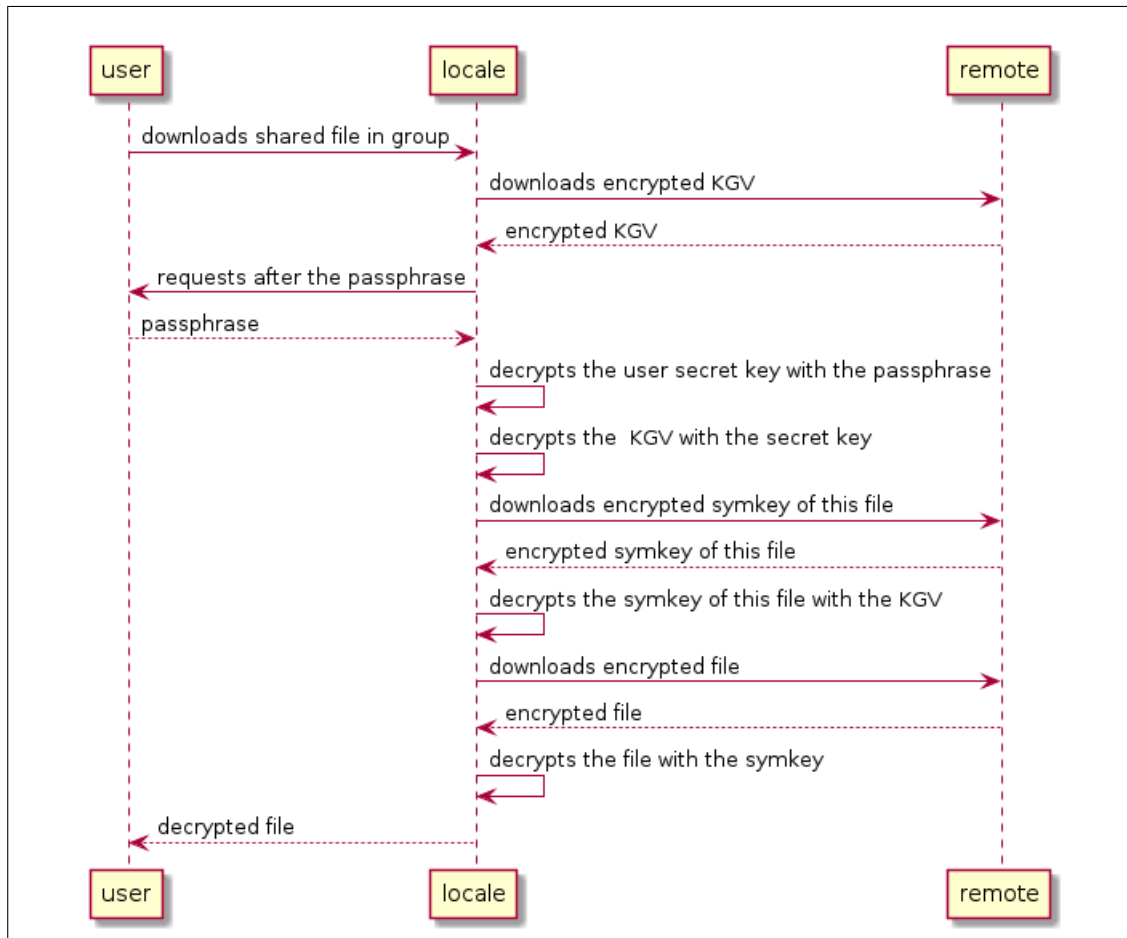 user locale remote
downloads shared file in group
downloads encrypted KGV
encrypted KGV
requests after the passphrase
passphrase
decrypts the user secret key with the passphrase
decrypts the  KGV with the secret key
downloads encrypted symkey of this file
encrypted symkey of this file
decrypts the symkey of this file with the KGV
downloads encrypted file
encrypted file
decrypts the file with the symkey
decrypted file
user locale remote